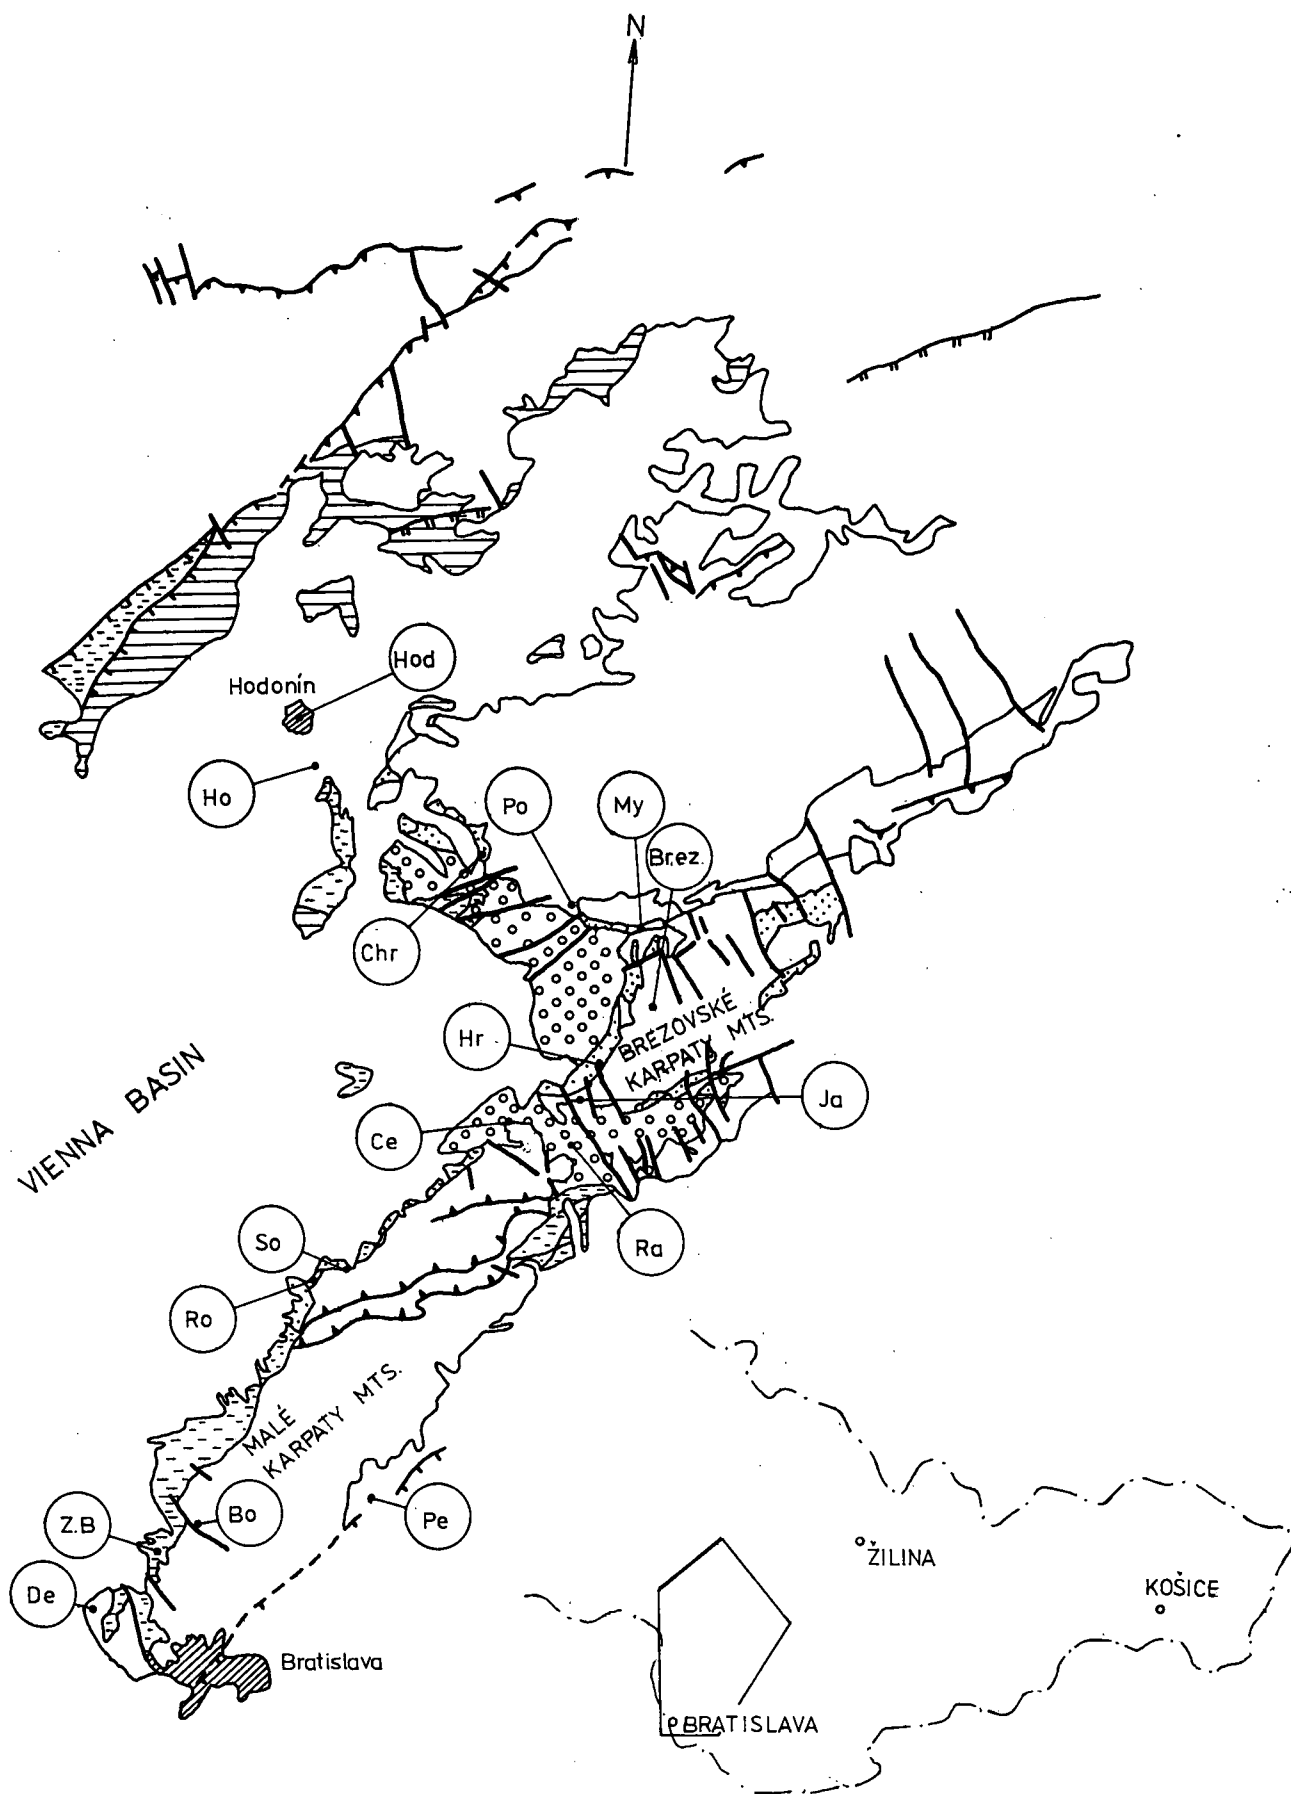 N
Hod
Hodonín
Ho
Po
My
Brez.
Chr
Hr
BREZOVSKÉ
KARPATY MTS.
VIENNA BASIN
Ja
Ce
So
Ra
Ro
MALÉ
KARPATY MTS.
Z.B
Bo
Pe
De
Bratislava
ŽILINA
KOŠICE
BRATISLAVA